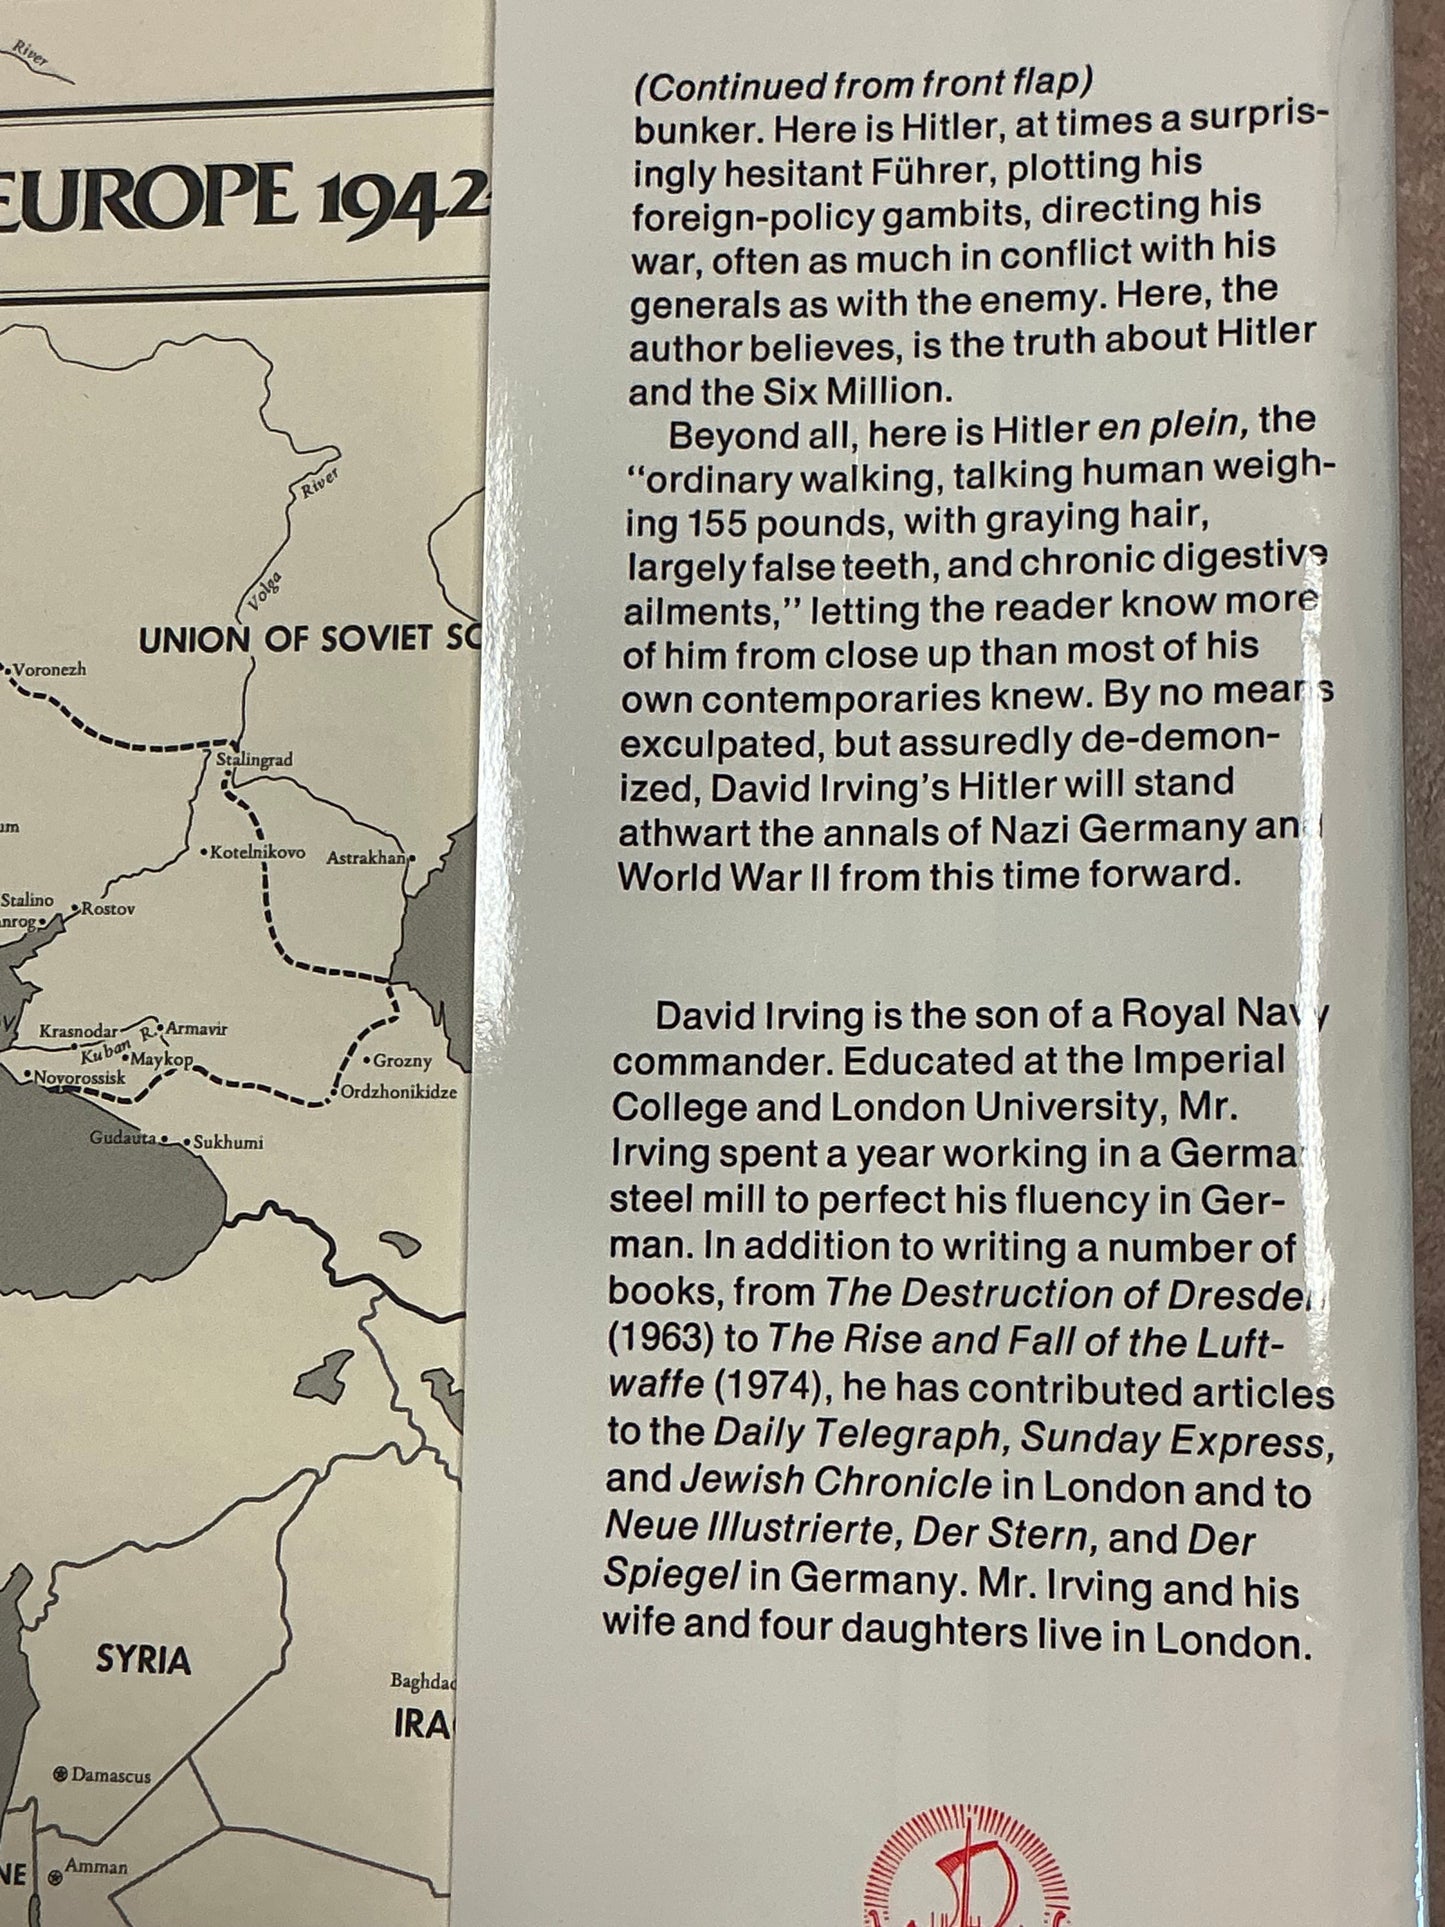 River
EUROPE 1942
River
Volga
UNION OF SOVIET SO
Voronezh
Stalingrad
Kotelnikovo
Astrakhan
Stalino
Rostov
nrog
Krasnodar
Kuban R.
Armavir
Maykop
Novorossisk
Grozny
Ordzhonikidze
Gudauta
Sukhumi
SYRIA
Baghdad
IRA
Damascus
NE
Amman
(Continued from front flap)
bunker. Here is Hitler, at times a surpris-
ingly hesitant Führer, plotting his
foreign-policy gambits, directing his
war, often as much in conflict with his
generals as with the enemy. Here, the
author believes, is the truth about Hitler
and the Six Million.
Beyond all, here is Hitler en plein, the
“ordinary walking, talking human weigh-
ing 155 pounds, with graying hair,
largely false teeth, and chronic digestive
ailments,” letting the reader know more
of him from close up than most of his
own contemporaries knew. By no means
exculpated, but assuredly de-demon-
ized, David Irving’s Hitler will stand
athwart the annals of Nazi Germany and
World War II from this time forward.
David Irving is the son of a Royal Navy
commander. Educated at the Imperial
College and London University, Mr.
Irving spent a year working in a German
steel mill to perfect his fluency in Ger-
man. In addition to writing a number of
books, from The Destruction of Dresden
(1963) to The Rise and Fall of the Luft-
waffe (1974), he has contributed articles
to the Daily Telegraph, Sunday Express,
and Jewish Chronicle in London and to
Neue Illustrierte, Der Stern, and Der
Spiegel in Germany. Mr. Irving and his
wife and four daughters live in London.